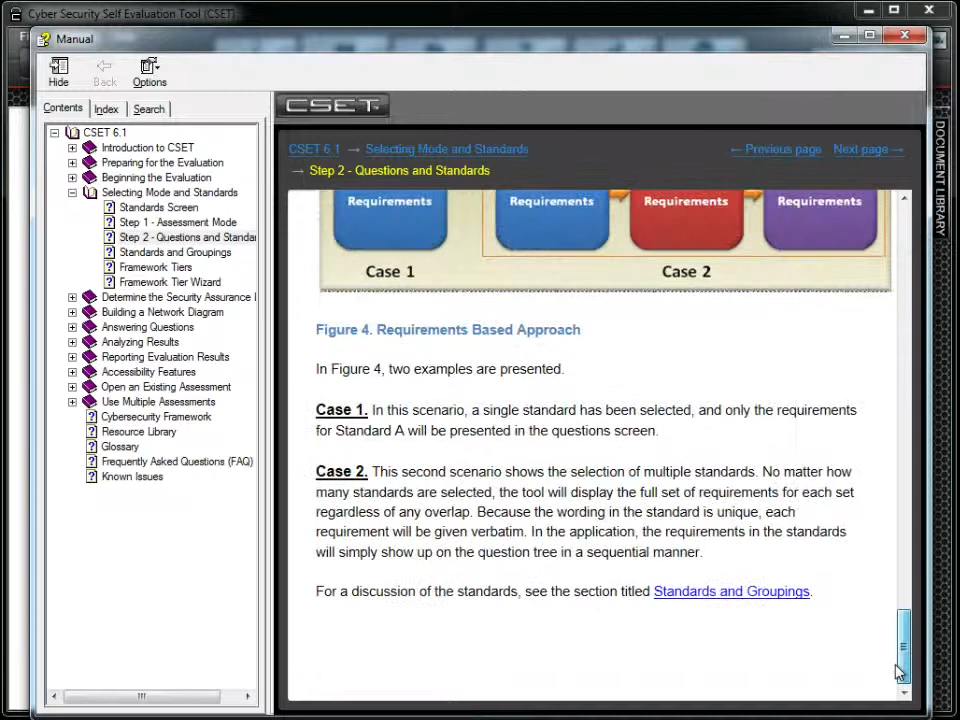 Cyber Security Self Evaluation Tool (CSET)
Manual
Hide
Back
Options
Contents
Index
Search
CSET 6.1
Introduction to CSET
Preparing for the Evaluation
Beginning the Evaluation
Selecting Mode and Standards
Standards Screen
Step 1 - Assessment Mode
Step 2 - Questions and Standar
Standards and Groupings
Framework Tiers
Framework Tier Wizard
Determine the Security Assurance
Building a Network Diagram
Answering Questions
Analyzing Results
Reporting Evaluation Results
Accessibility Features
Open an Existing Assessment
Use Multiple Assessments
Cybersecurity Framework
Resource Library
Glossary
Frequently Asked Questions (FAQ)
Known Issues
CSET
CSET 6.1 → Selecting Mode and Standards
← Previous page Next page →
→ Step 2 - Questions and Standards
Requirements Requirements Requirements Requirements
Case 1 Case 2
Figure 4. Requirements Based Approach
In Figure 4, two examples are presented.
Case 1. In this scenario, a single standard has been selected, and only the requirements
for Standard A will be presented in the questions screen.
Case 2. This second scenario shows the selection of multiple standards. No matter how
many standards are selected, the tool will display the full set of requirements for each set
regardless of any overlap. Because the wording in the standard is unique, each
requirement will be given verbatim. In the application, the requirements in the standards
will simply show up on the question tree in a sequential manner.
For a discussion of the standards, see the section titled Standards and Groupings.
DOCUMENT LIBRARY